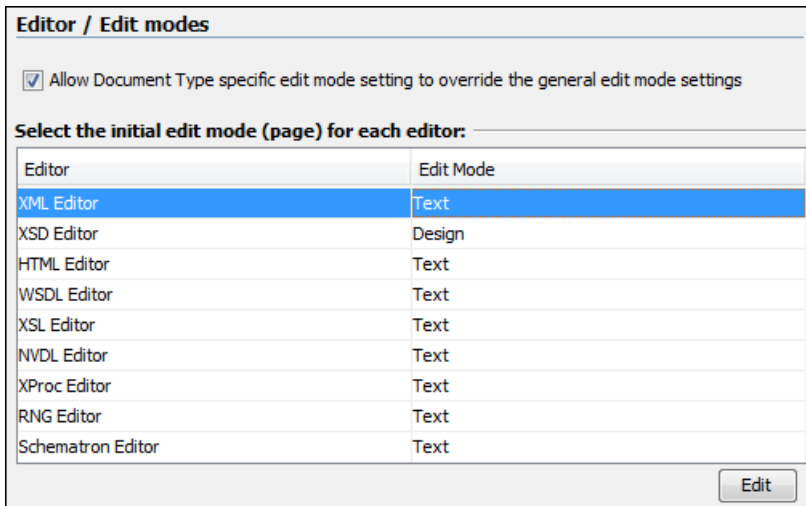 Editor / Edit modes
Allow Document Type specific edit mode setting to override the general edit mode settings
Select the initial edit mode (page) for each editor:
Editor Edit Mode
XML Editor Text
XSD Editor Design
HTML Editor Text
WSDL Editor Text
XSL Editor Text
NVDL Editor Text
XProc Editor Text
RNG Editor Text
Schematron Editor Text
Edit